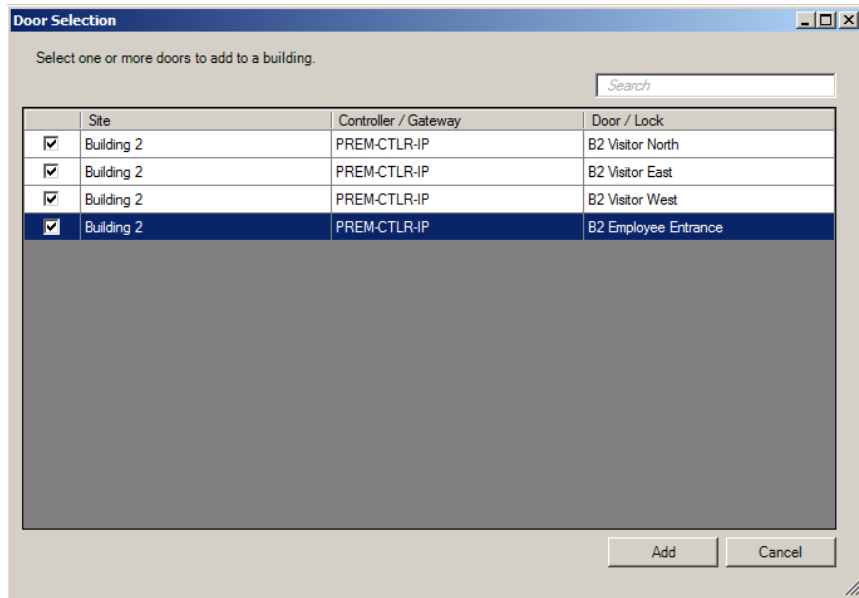 Door Selection
Select one or more doors to add to a building.
Search
Site Controller / Gateway Door / Lock
Building 2 PREM-CTLR-IP B2 Visitor North
Building 2 PREM-CTLR-IP B2 Visitor East
Building 2 PREM-CTLR-IP B2 Visitor West
Building 2 PREM-CTLR-IP B2 Employee Entrance
Add Cancel